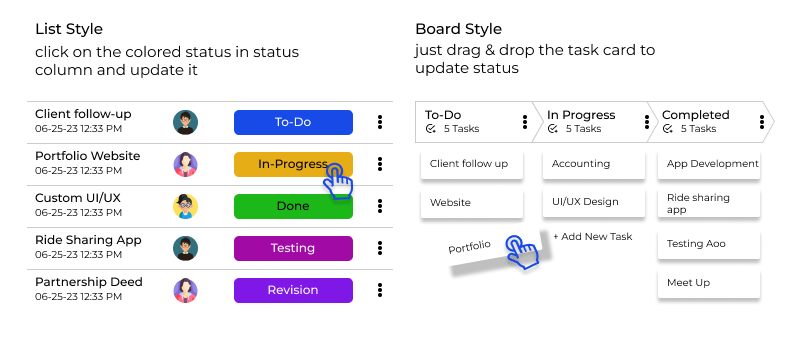 List Style
click on the colored status in status
column and update it
Client follow-up
06-25-23 12:33 PM
To-Do
Portfolio Website
06-25-23 12:33 PM
In-Progress
Custom UI/UX
06-25-23 12:33 PM
Done
Ride Sharing App
06-25-23 12:33 PM
Testing
Partnership Deed
06-25-23 12:33 PM
Revision
Board Style
just drag & drop the task card to
update status
To-Do
5 Tasks
In Progress
5 Tasks
Completed
5 Tasks
Client follow up
Website
Portfolio
Accounting
UI/UX Design
+ Add New Task
App Development
Ride sharing
app
Testing Aoo
Meet Up